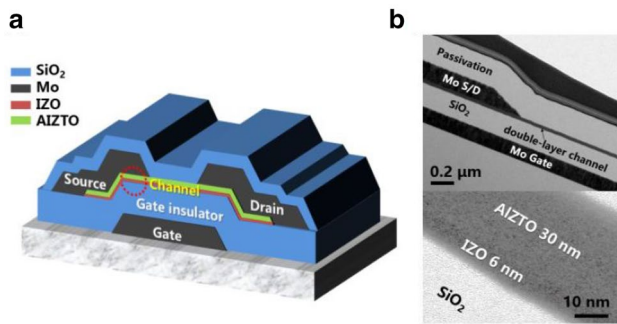 a
SiO₂
Mo
IZO
AIZTO
Source
Channel
Drain
Gate insulator
Gate
b
Passivation
Mo S/D
SiO₂
double-layer channel
Mo Gate
0.2 μm
AIZTO 30 nm
IZO 6 nm
SiO₂
10 nm